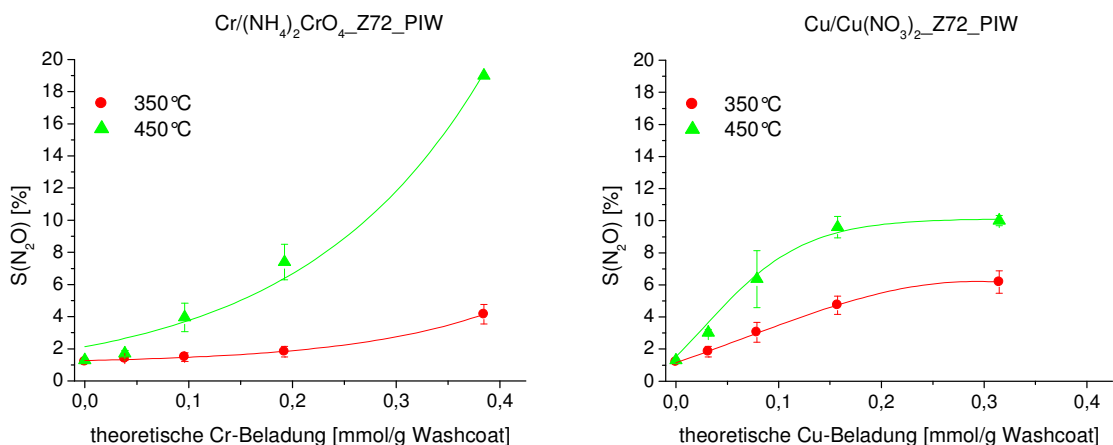 Cr/(NH₄)₂CrO₄_Z72_PIW
20
18
16
14
12
10
8
6
4
2
0
S(N₂O) [%]
350°C
450°C
0,0 0,1 0,2 0,3 0,4
theoretische Cr-Beladung [mmol/g Washcoat]
Cu/Cu(NO₃)₂_Z72_PIW
20
18
16
14
12
10
8
6
4
2
0
S(N₂O) [%]
350°C
450°C
0,0 0,1 0,2 0,3 0,4
theoretische Cu-Beladung [mmol/g Washcoat]